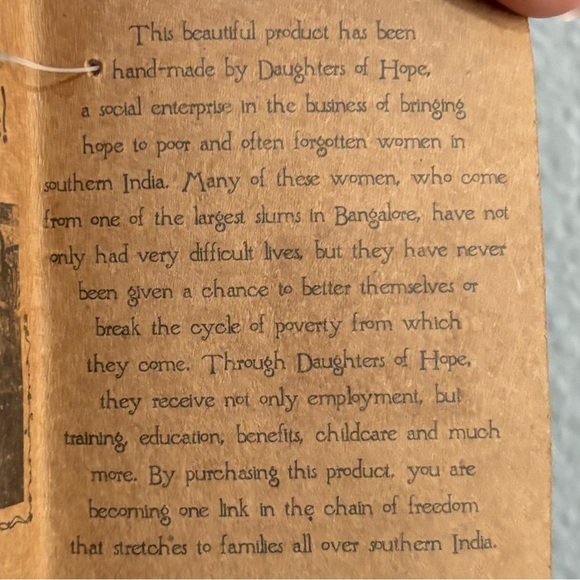 This beautiful product has been
hand-made by Daughters of Hope,
a social enterprise in the business of bringing
hope to poor and often forgotten women in
southern India. Many of these women, who come
from one of the largest slums in Bangalore, have not
only had very difficult lives, but they have never
been given a chance to better themselves or
break the cycle of poverty from which
they come. Through Daughters of Hope,
they receive not only employment, but
training, education, benefits, childcare and much
more. By purchasing this product, you are
becoming one link in the chain of freedom
that stretches to families all over southern India.